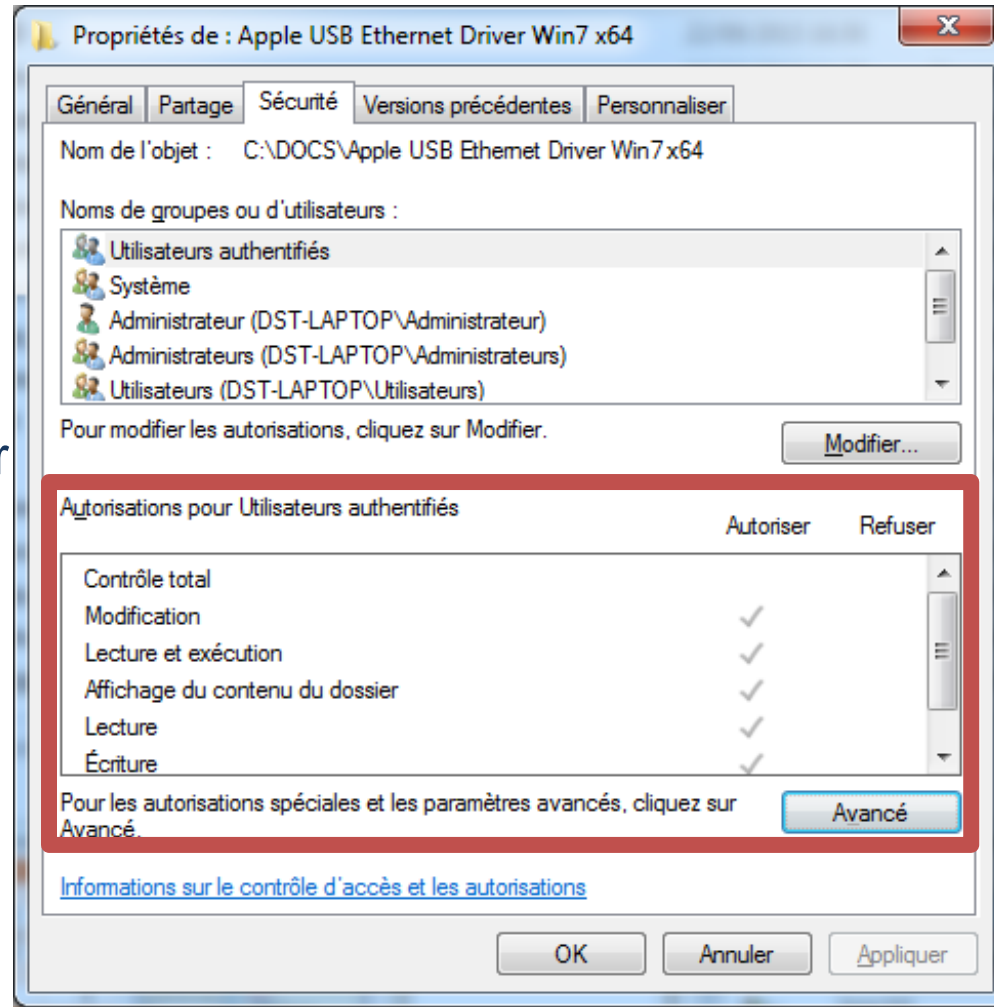 Propriétés de : Apple USB Ethernet Driver Win7 x64
Général Partage Sécurité Versions précédentes Personnaliser
Nom de l'objet : C:\DOCS\Apple USB Ethernet Driver Win7 x64
Noms de groupes ou d'utilisateurs :
Utilisateurs authentifiés
Système
Administrateur (DST-LAPTOP\Administrateur)
Administrateurs (DST-LAPTOP\Administrateurs)
Utilisateurs (DST-LAPTOP\Utilisateurs)
Pour modifier les autorisations, cliquez sur Modifier.
Modifier...
Autorisations pour Utilisateurs authentifiés
Autoriser Refuser
Contrôle total
Modification
Lecture et exécution
Affichage du contenu du dossier
Lecture
Écriture
Pour les autorisations spéciales et les paramètres avancés, cliquez sur
Avancé.
Avancé
Informations sur le contrôle d'accès et les autorisations
OK Annuler Appliquer